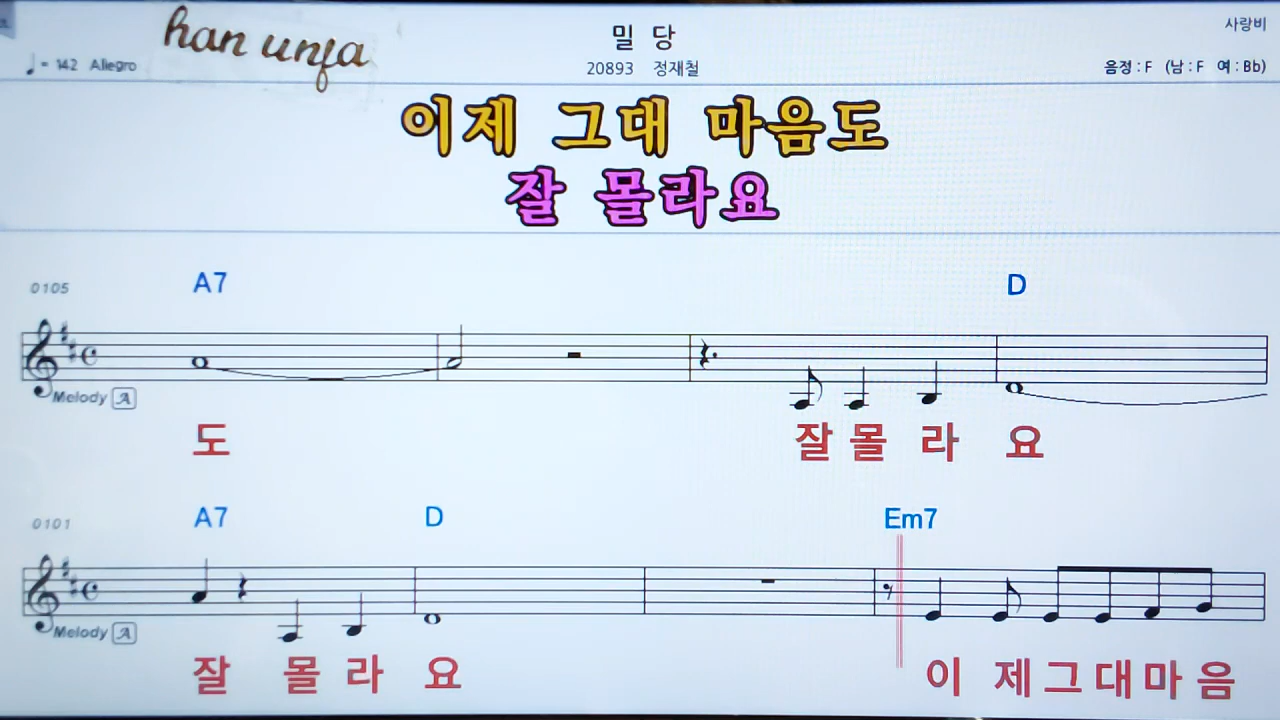 han unfa
밀 당
사랑비
♩= 142 Allegro
20893 정재철
음정 : F (남 : F 여 : Bb)
이제 그대 마음도
잘 몰라요
0105 A7 D
Melody A
도 잘 몰 라 요
0101 A7 D Em7
Melody A
잘 몰 라 요 이 제 그 대 마 음